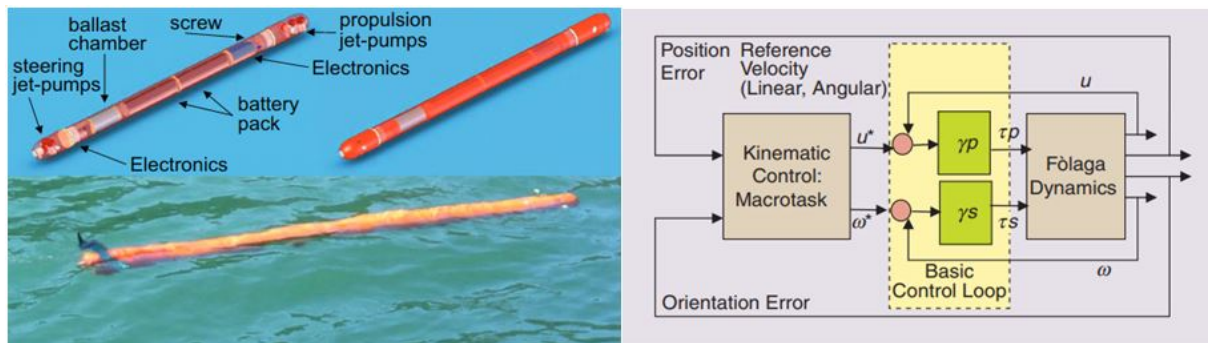 ballast
chamber
steering
jet-pumps
screw
propulsion
jet-pumps
Electronics
battery
pack
Electronics
Position
Error
Reference
Velocity
(Linear, Angular)
u
Kinematic
Control:
Macrotask
u*
ω*
γp
τp
γs
τs
Fòlaga
Dynamics
ω
Basic
Control Loop
Orientation Error